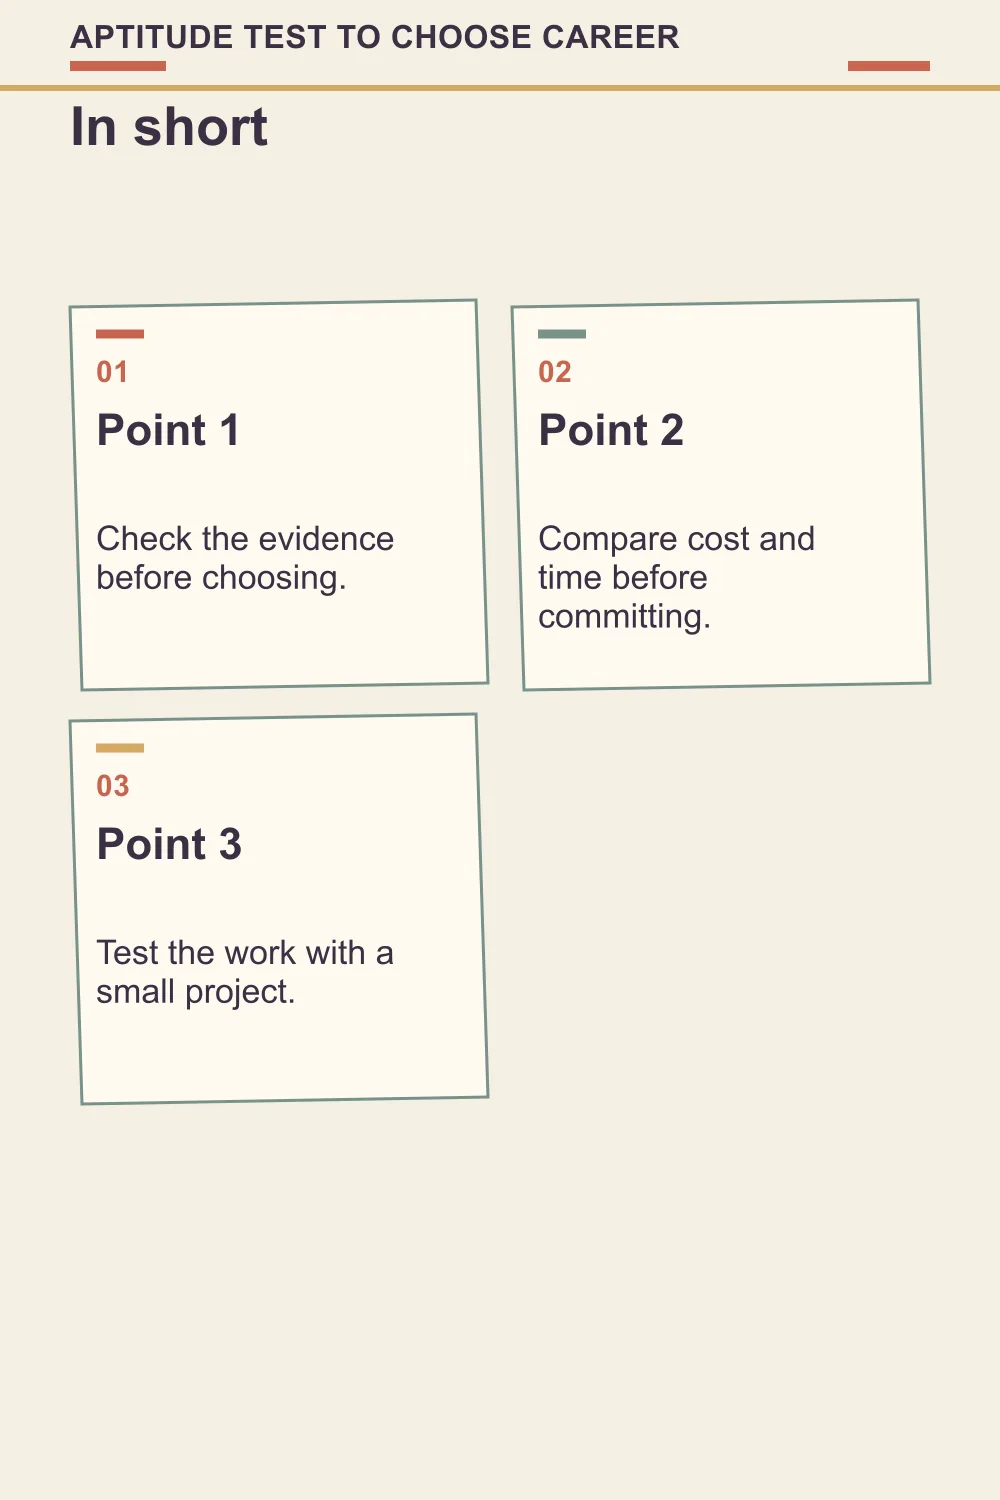 APTITUDE TEST TO CHOOSE CAREER
In short
01
Point 1
Check the evidence
before choosing.
02
Point 2
Compare cost and
time before
committing.
03
Point 3
Test the work with a
small project.